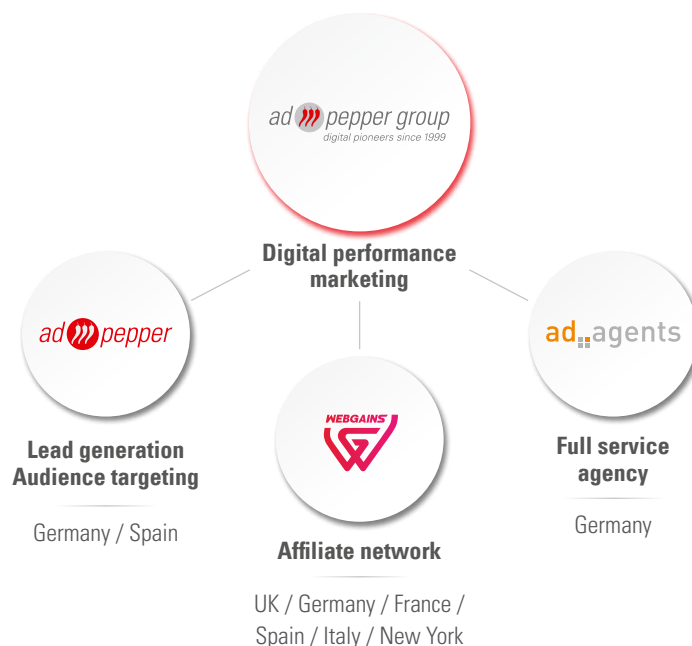 ad pepper group
digital pioneers since 1999
Digital performance
marketing
ad pepper
Lead generation
Audience targeting
Germany / Spain
WEBGAINS
Affiliate network
UK / Germany / France /
Spain / Italy / New York
ad agents
Full service
agency
Germany